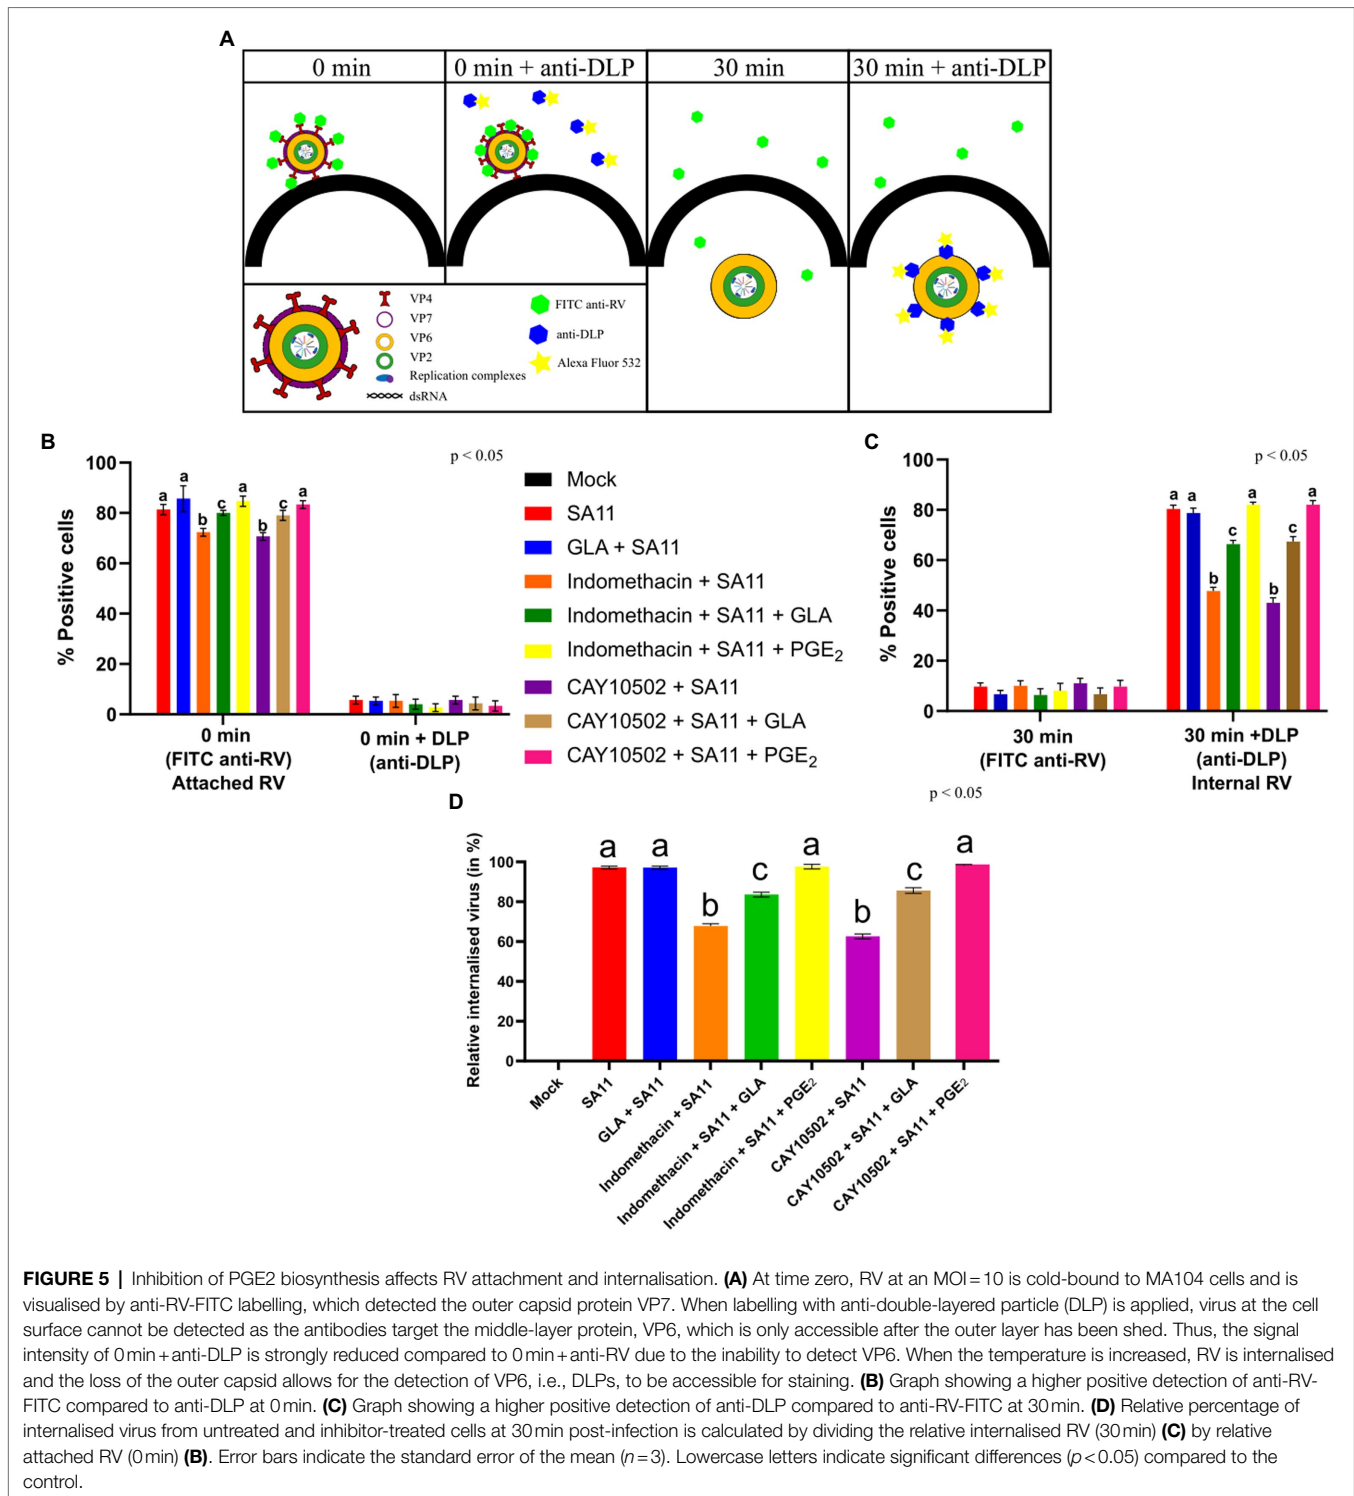 A
0 min
0 min + anti-DLP
30 min
30 min + anti-DLP
VP4
VP7
VP6
VP2
Replication complexes
dsRNA
FITC anti-RV
anti-DLP
Alexa Fluor 532
B
p < 0.05
% Positive cells
100
80
60
40
20
0
a
a
b
c
a
b
c
a
0 min
(FITC anti-RV)
Attached RV
0 min + DLP
(anti-DLP)
Mock
SA11
GLA + SA11
Indomethacin + SA11
Indomethacin + SA11 + GLA
Indomethacin + SA11 + PGE2
CAY10502 + SA11
CAY10502 + SA11 + GLA
CAY10502 + SA11 + PGE2
C
p < 0.05
% Positive cells
100
80
60
40
20
0
a
a
b
c
a
b
c
a
30 min
(FITC anti-RV)
30 min +DLP
(anti-DLP)
Internal RV
D
p < 0.05
Relative internalised virus (in %)
100
80
60
40
20
0
a
a
b
c
a
b
c
a
Mock
SA11
GLA + SA11
Indomethacin + SA11
Indomethacin + SA11 + GLA
Indomethacin + SA11 + PGE2
CAY10502 + SA11
CAY10502 + SA11 + GLA
CAY10502 + SA11 + PGE2
FIGURE 5 | Inhibition of PGE2 biosynthesis affects RV attachment and internalisation. (A) At time zero, RV at an MOI = 10 is cold-bound to MA104 cells and is
visualised by anti-RV-FITC labelling, which detected the outer capsid protein VP7. When labelling with anti-double-layered particle (DLP) is applied, virus at the cell
surface cannot be detected as the antibodies target the middle-layer protein, VP6, which is only accessible after the outer layer has been shed. Thus, the signal
intensity of 0 min + anti-DLP is strongly reduced compared to 0 min + anti-RV due to the inability to detect VP6. When the temperature is increased, RV is internalised
and the loss of the outer capsid allows for the detection of VP6, i.e., DLPs, to be accessible for staining. (B) Graph showing a higher positive detection of anti-RV-
FITC compared to anti-DLP at 0 min. (C) Graph showing a higher positive detection of anti-DLP compared to anti-RV-FITC at 30 min. (D) Relative percentage of
internalised virus from untreated and inhibitor-treated cells at 30 min post-infection is calculated by dividing the relative internalised RV (30 min) (C) by relative
attached RV (0 min) (B). Error bars indicate the standard error of the mean (n = 3). Lowercase letters indicate significant differences (p < 0.05) compared to the
control.